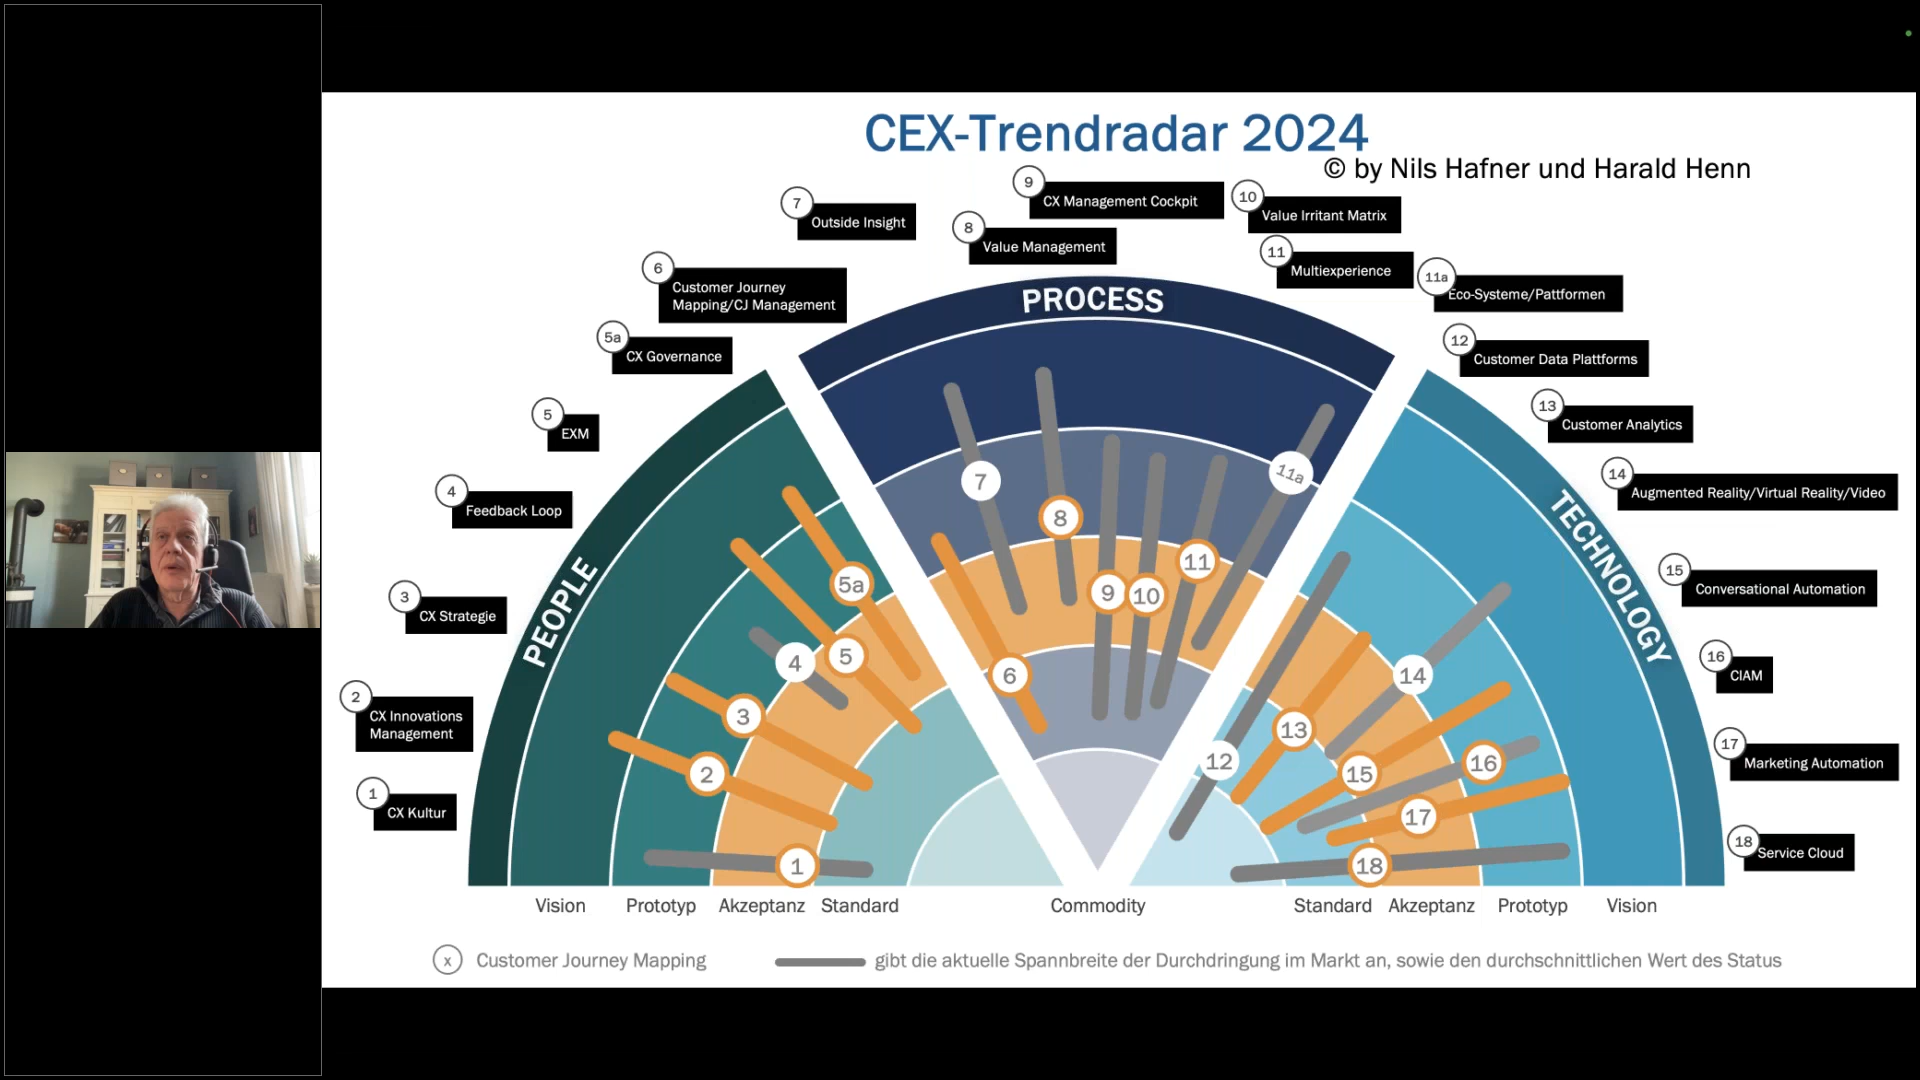 CEX-Trendradar 2024
© by Nils Hafner und Harald Henn
9
CX Management Cockpit
10
Value Irritant Matrix
7
Outside Insight
8
Value Management
11
Multiexperience
6
Customer Journey
Mapping/CJ Management
11a
Eco-Systeme/Pattformen
5a
CX Governance
12
Customer Data Plattforms
5
EXM
13
Customer Analytics
4
Feedback Loop
14
Augmented Reality/Virtual Reality/Video
3
CX Strategie
15
Conversational Automation
2
CX Innovations
Management
16
CIAM
1
CX Kultur
17
Marketing Automation
18
Service Cloud
PEOPLE
5a
5
4
3
2
1
PROCESS
7
8
9
10
11
11a
6
TECHNOLOGY
12
13
14
15
16
17
18
Vision Prototyp Akzeptanz Standard Commodity Standard Akzeptanz Prototyp Vision
x Customer Journey Mapping gibt die aktuelle Spannbreite der Durchdringung im Markt an, sowie den durchschnittlichen Wert des Status